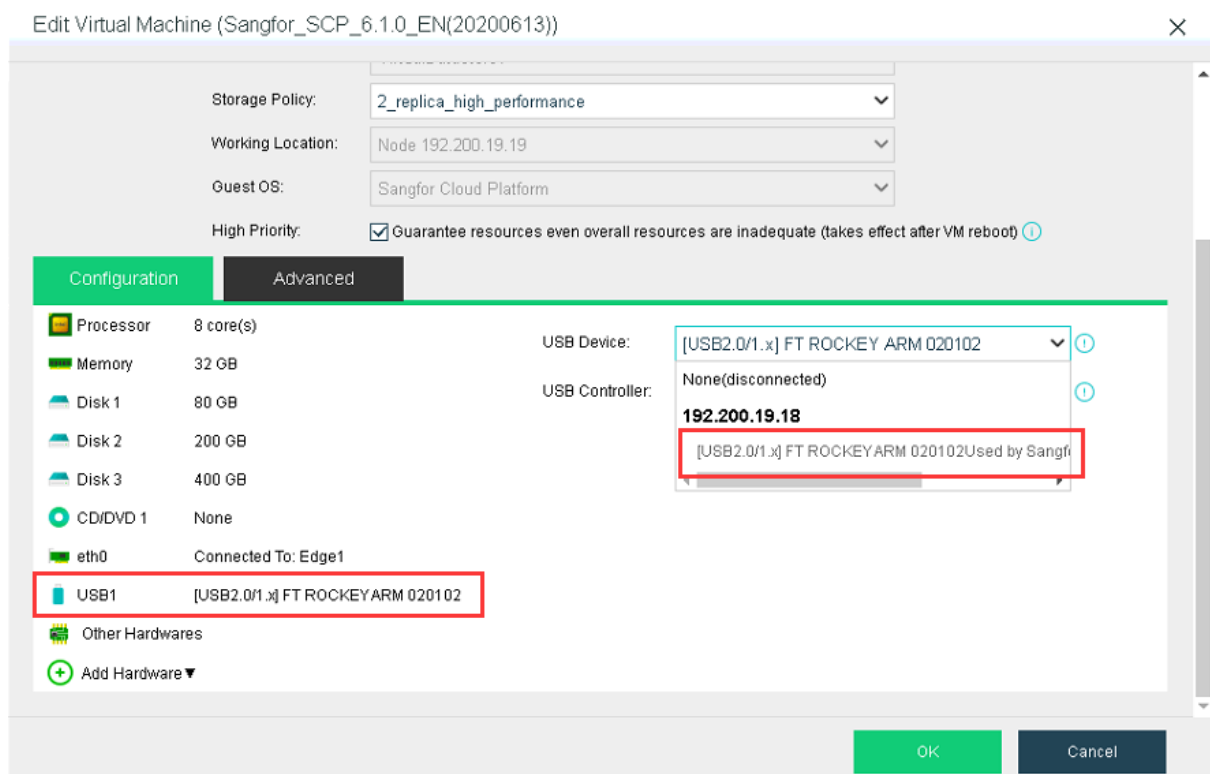 Edit Virtual Machine (Sangfor_SCP_6.1.0_EN(20200613))
Storage Policy: 2_replica_high_performance
Working Location: Node 192.200.19.19
Guest OS: Sangfor Cloud Platform
High Priority: Guarantee resources even overall resources are inadequate (takes effect after VM reboot)
Configuration Advanced
Processor 8 core(s)
Memory 32 GB
Disk 1 80 GB
Disk 2 200 GB
Disk 3 400 GB
CD/DVD 1 None
eth0 Connected To: Edge1
USB1 [USB2.0/1.x] FT ROCKEY ARM 020102
Other Hardwares
Add Hardware
USB Device: [USB2.0/1.x] FT ROCKEY ARM 020102
None(disconnected)
USB Controller:
192.200.19.18
[USB2.0/1.x] FT ROCKEY ARM 020102Used by Sangf
OK Cancel